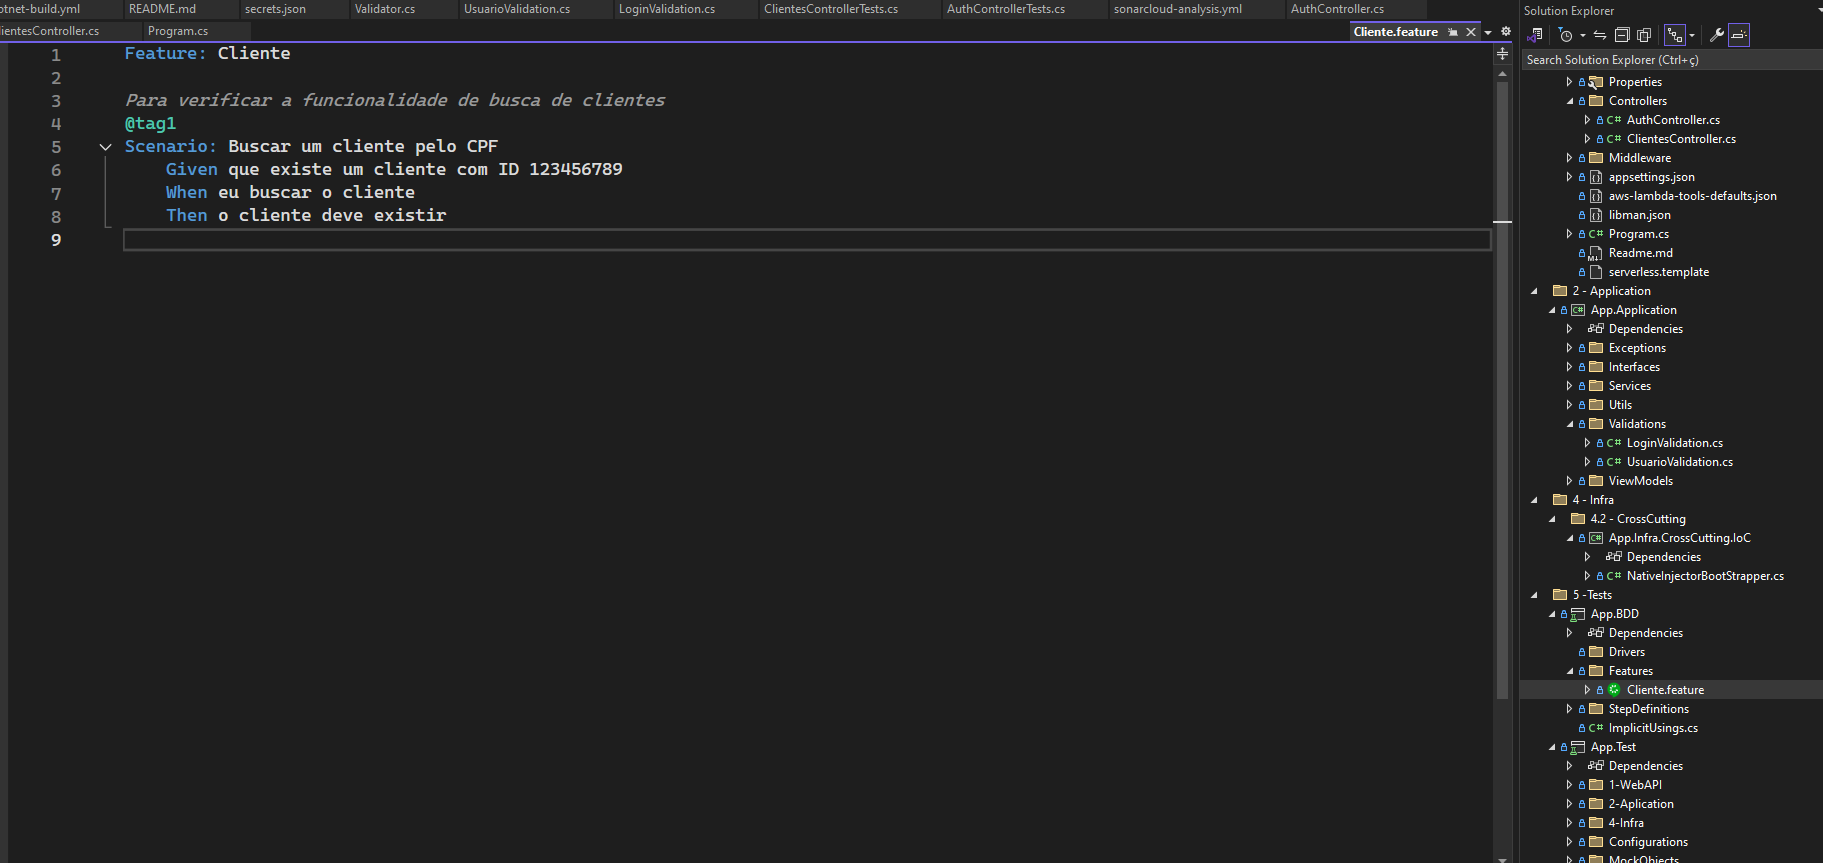 otnet-build.yml README.md secrets.json Validator.cs UsuarioValidation.cs LoginValidation.cs ClientesControllerTests.cs AuthControllerTests.cs sonarcloud-analysis.yml AuthController.cs
ientesController.cs Program.cs Cliente.feature
1 Feature: Cliente
2
3 Para verificar a funcionalidade de busca de clientes
4 @tag1
5 Scenario: Buscar um cliente pelo CPF
6 Given que existe um cliente com ID 123456789
7 When eu buscar o cliente
8 Then o cliente deve existir
9
Solution Explorer
Search Solution Explorer (Ctrl+ç)
Properties
Controllers
C# AuthController.cs
C# ClientesController.cs
Middleware
appsettings.json
aws-lambda-tools-defaults.json
libman.json
C# Program.cs
Readme.md
serverless.template
2 - Application
App.Application
Dependencies
Exceptions
Interfaces
Services
Utils
Validations
C# LoginValidation.cs
C# UsuarioValidation.cs
ViewModels
4 - Infra
4.2 - CrossCutting
App.Infra.CrossCutting.IoC
Dependencies
C# NativeInjectorBootStrapper.cs
5 -Tests
App.BDD
Dependencies
Drivers
Features
Cliente.feature
StepDefinitions
C# ImplicitUsings.cs
App.Test
Dependencies
1-WebAPI
2-Aplication
4-Infra
Configurations
MockObjects